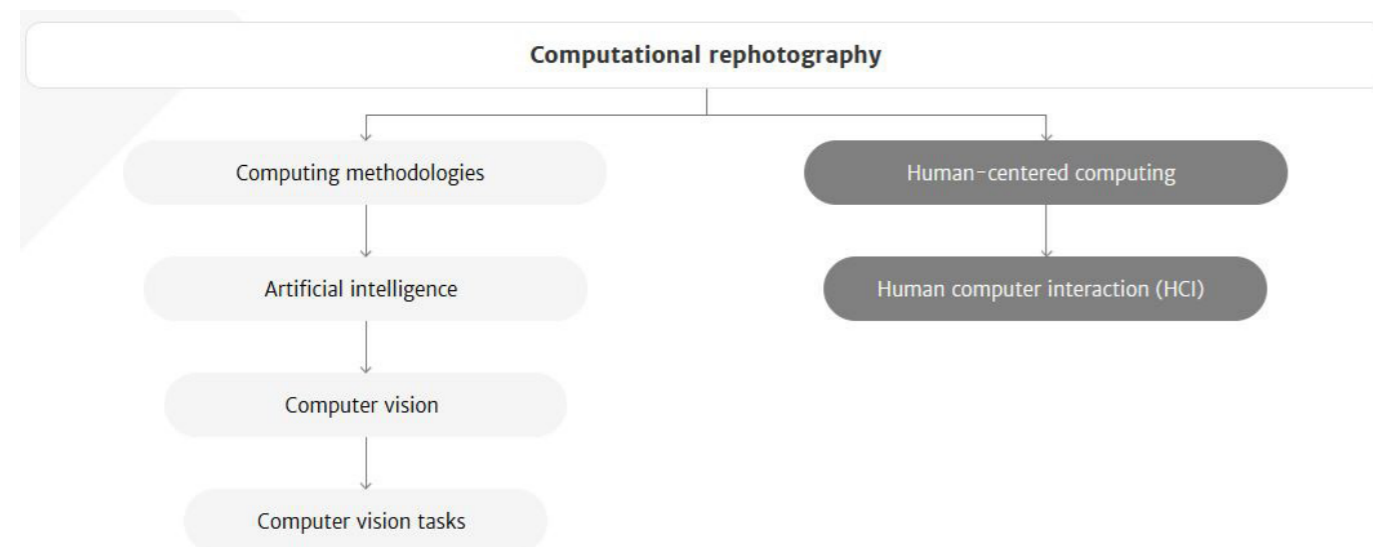 Computational rephotography
Computing methodologies
Human-centered computing
Artificial intelligence
Human computer interaction (HCI)
Computer vision
Computer vision tasks